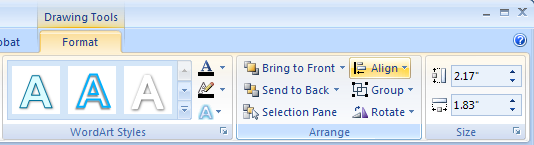 Drawing Tools
obat Format
A A A A A
Bring to Front Align 2.17"
Send to Back Group 1.83"
Selection Pane Rotate
WordArt Styles Arrange Size